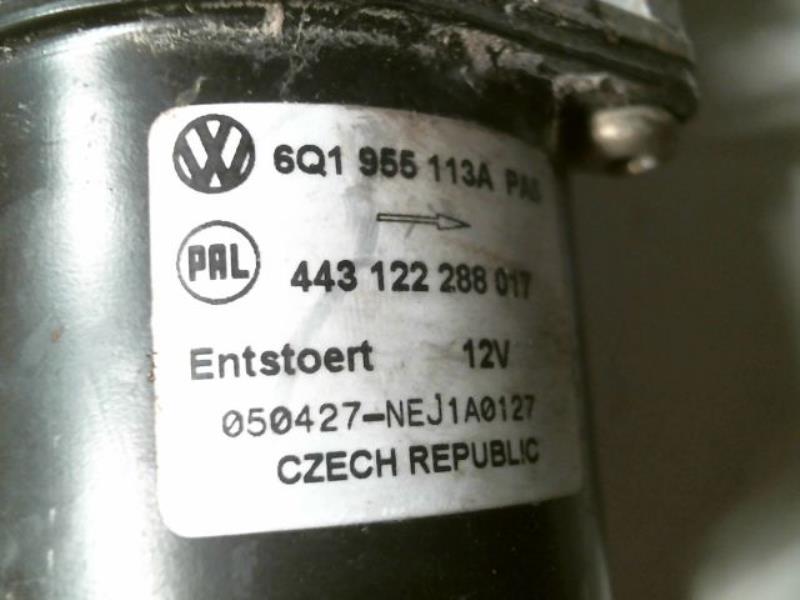 6Q1 955 113A
PAL 443 122 288 017
Entstoert 12V
050427-NEJ1A0127
CZECH REPUBLIC